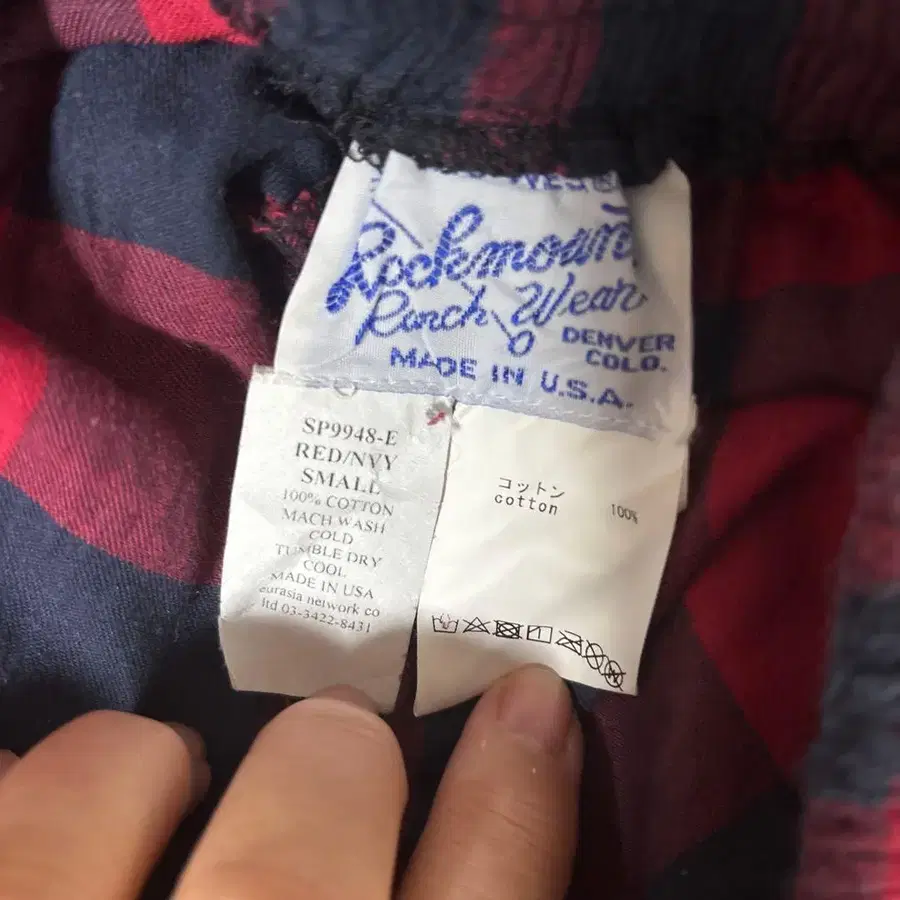 Rockmount
Ranch Wear
DENVER
COLO.
MADE IN U.S.A.
SP9948-E
RED/NVY
SMALL
100% COTTON
MACH WASH
COLD
TUMBLE DRY
COOL
MADE IN USA
eurasia network co
ltd 03-3422-8431
コットン
cotton 100%